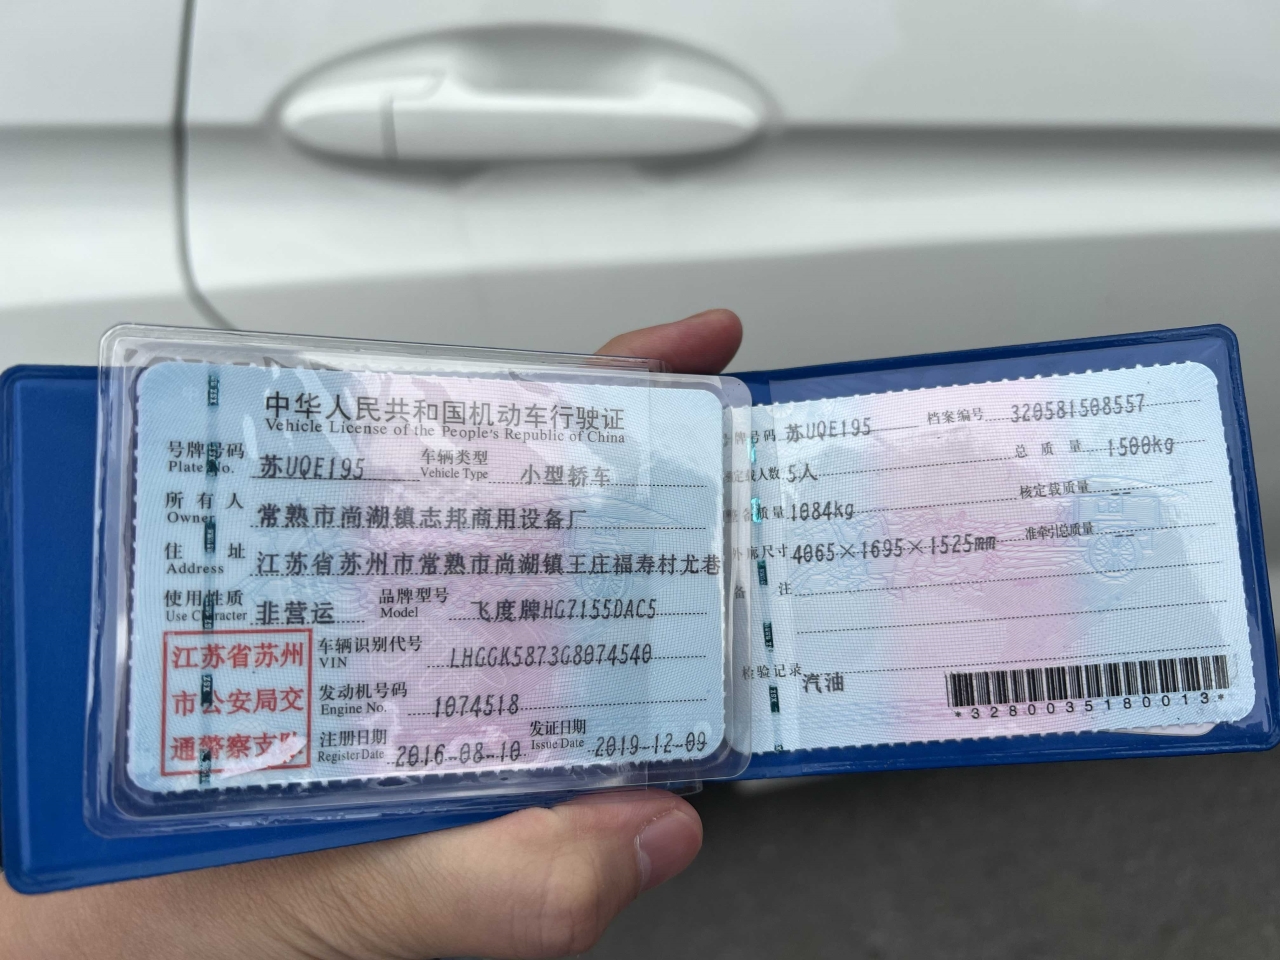 中华人民共和国机动车行驶证
Vehicle License of the People's Republic of China
号牌号码 苏UQE195 车辆类型 小型轿车
Plate No. Vehicle Type
所有人 常熟市尚湖镇志邦商用设备厂
Owner
住址 江苏省苏州市常熟市尚湖镇王庄福寿村尤巷
Address
使用性质 非营运 品牌型号 飞度牌HG7155DAC5
Use Character Model
江苏省苏州
市公安局交
通警察支队
车辆识别代号 LHGGK5873G8074540
VIN
发动机号码 1074518
Engine No.
注册日期 2016-08-10 发证日期 2019-12-09
Register Date Issue Date
号牌号码 苏UQE195 档案编号 320581508557
核定载人数 5人 总质量 1500kg
整备质量 1084kg 核定载质量 --
外廓尺寸 4065×1695×1525mm 准牵引总质量 --
备注
检验记录 汽油
*3280035180013*